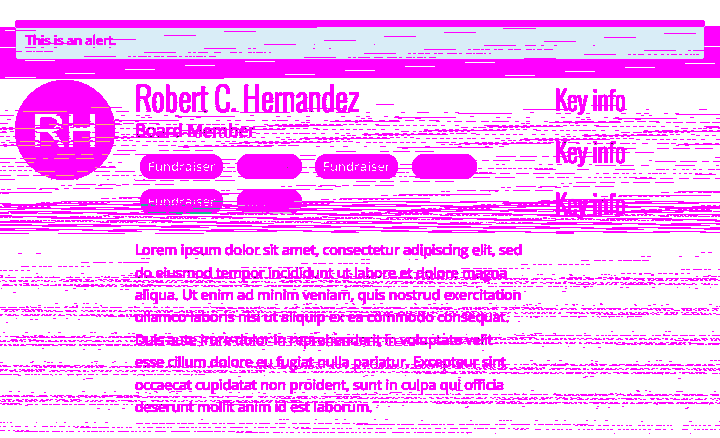 This is an alert.
RH
Robert C. Hernandez
Board Member
Key info
Fundraiser
Fundraiser
Key info
Fundraiser
Key info
Lorem ipsum dolor sit amet, consectetur adipiscing elit, sed
do eiusmod tempor incididunt ut labore et dolore magna
aliqua. Ut enim ad minim veniam, quis nostrud exercitation
ullamco laboris nisi ut aliquip ex ea commodo consequat.
Duis aute irure dolor in reprehenderit in voluptate velit
esse cillum dolore eu fugiat nulla pariatur. Excepteur sint
occaecat cupidatat non proident, sunt in culpa qui officia
deserunt mollit anim id est laborum.